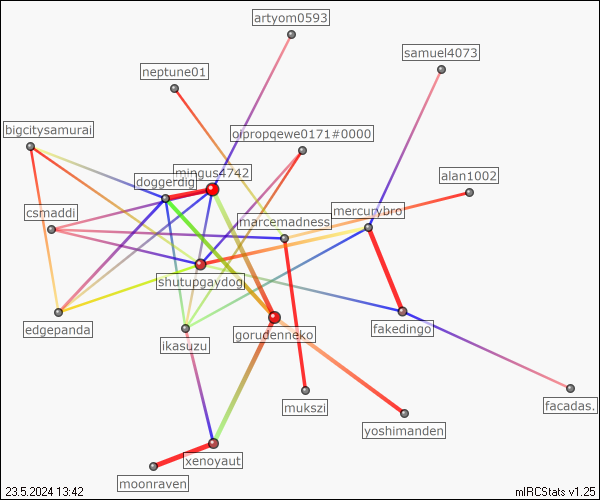 artyom0593
samuel4073
neptune01
bigcitysamurai
oipropqewe0171#0000
mingus4742
doggerdig
alan1002
csmaddi
mercurybro
jmarcemadness
shutupgaydog
edgepanda
fakedingo
gorudenneko
ikasuzu
mukszi
facadas.
yoshimanden
xenoyaut
moonraven
23.5.2024 13:42
mIRCStats v1.25